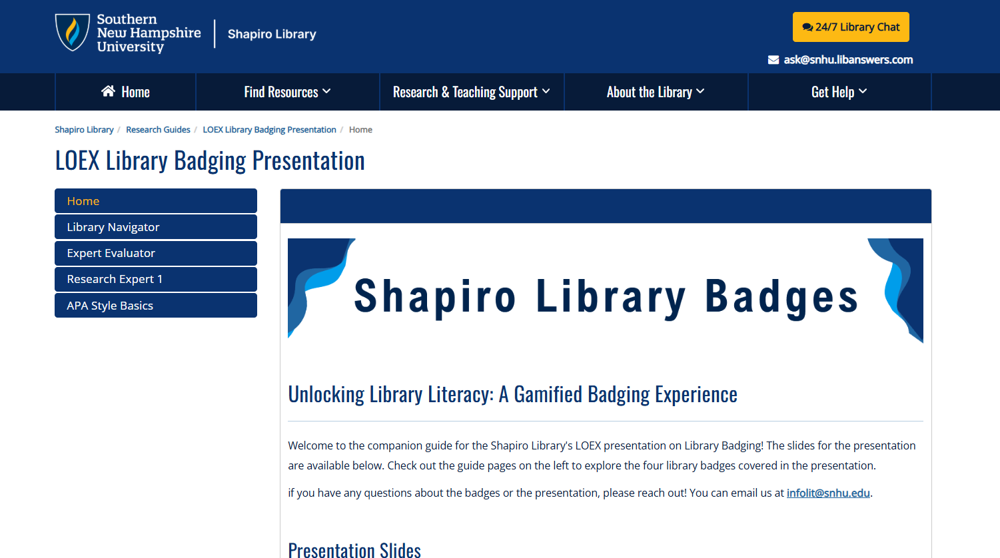 Southern
New Hampshire
University
Shapiro Library
24/7 Library Chat
ask@snhu.libanswers.com
Home
Find Resources
Research & Teaching Support
About the Library
Get Help
Shapiro Library / Research Guides / LOEX Library Badging Presentation / Home
LOEX Library Badging Presentation
Home
Library Navigator
Expert Evaluator
Research Expert 1
APA Style Basics
Shapiro Library Badges
Unlocking Library Literacy: A Gamified Badging Experience
Welcome to the companion guide for the Shapiro Library's LOEX presentation on Library Badging! The slides for the presentation
are available below. Check out the guide pages on the left to explore the four library badges covered in the presentation.
if you have any questions about the badges or the presentation, please reach out! You can email us at infolit@snhu.edu.
Presentation Slides